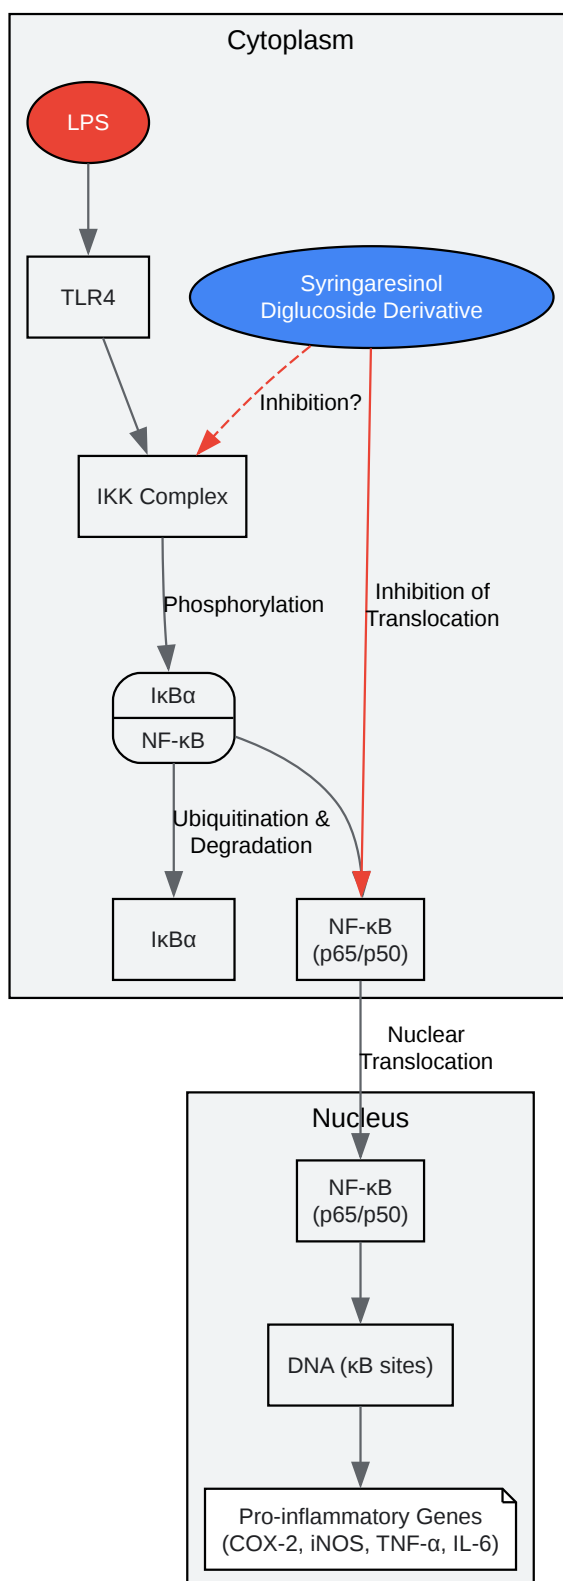 Cytoplasm
LPS
TLR4
Syringaresinol
Diglucoside Derivative
Inhibition?
IKK Complex
Phosphorylation
Inhibition of
Translocation
IκBα
NF-κB
Ubiquitination &
Degradation
IκBα
NF-κB
(p65/p50)
Nuclear
Translocation
Nucleus
NF-κB
(p65/p50)
DNA (κB sites)
Pro-inflammatory Genes
(COX-2, iNOS, TNF-α, IL-6)